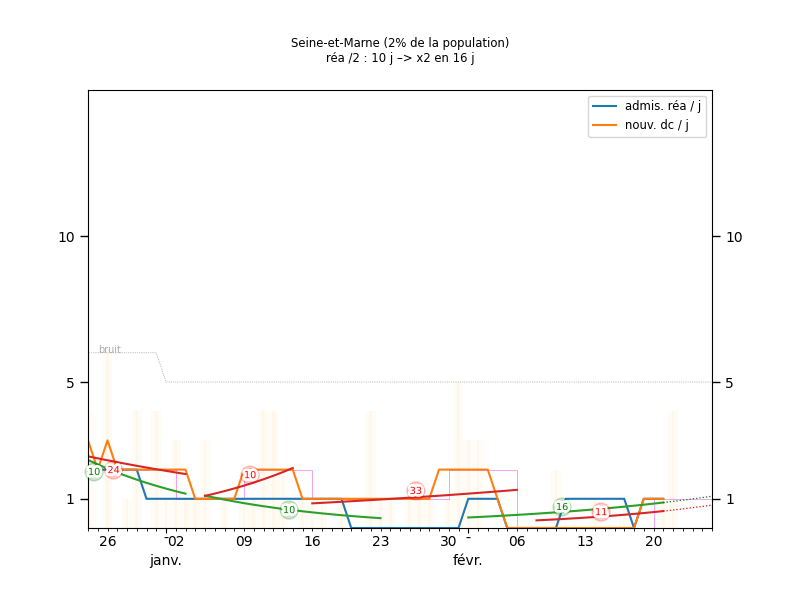 Seine-et-Marne (2% de la population)
réa /2 : 10 j –> x2 en 16 j
admis. réa / j
nouv. dc / j
10 10
bruit
5 5
10 24 10 33 10 16 11
1 1
26 02 09 16 23 30 06 13 20
janv. févr.